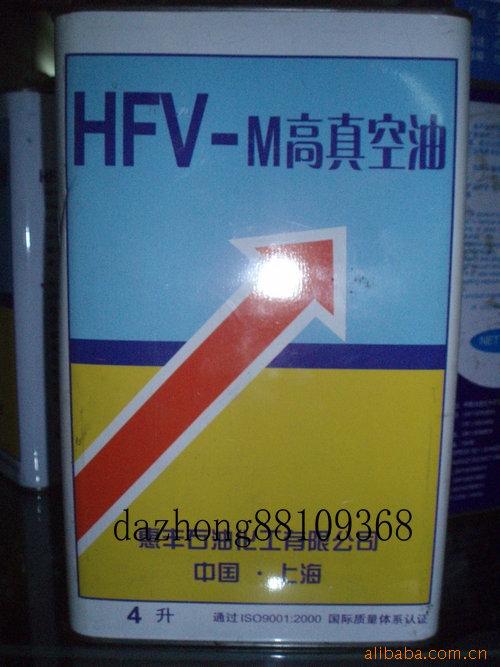 HFV-M高真空油
dazhong88109368
惠丰石油化工有限公司
中国·上海
4 升 通过ISO9001:2000 国际质量体系认证
NET
alibaba.com.cn